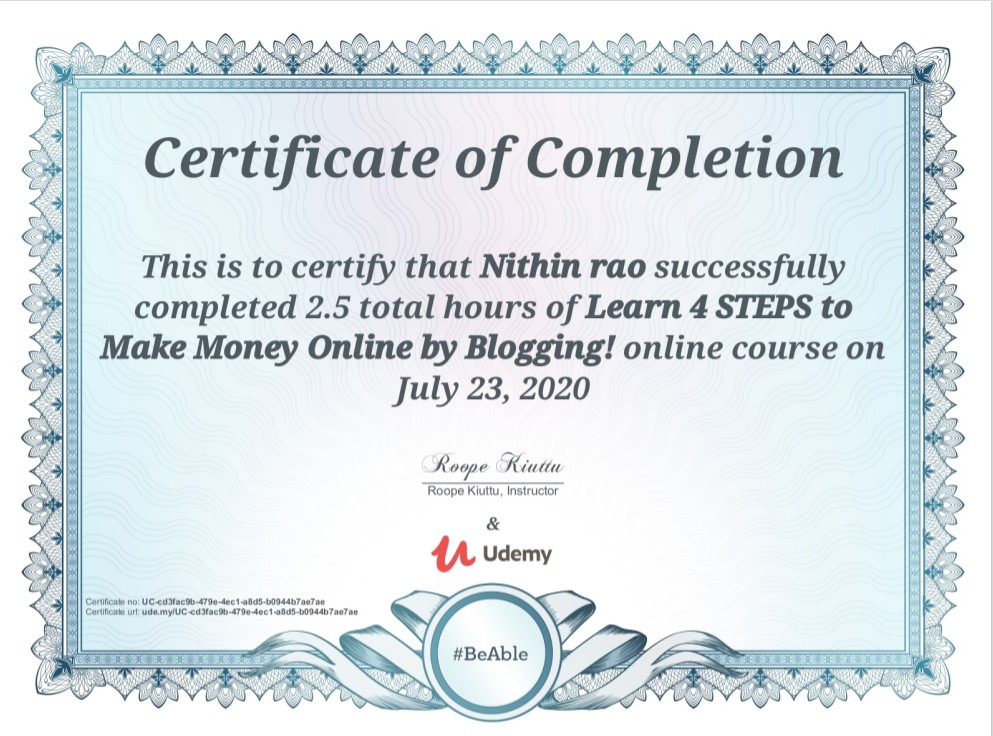 Certificate of Completion
This is to certify that Nithin rao successfully
completed 2.5 total hours of Learn 4 STEPS to
Make Money Online by Blogging! online course on
July 23, 2020
Roope Kiuttu
Roope Kiuttu, Instructor
&
Udemy
Certificate no: UC-cd3fac9b-479e-4ec1-a8d5-b0944b7ae7ae
Certificate url: ude.my/UC-cd3fac9b-479e-4ec1-a8d5-b0944b7ae7ae
#BeAble